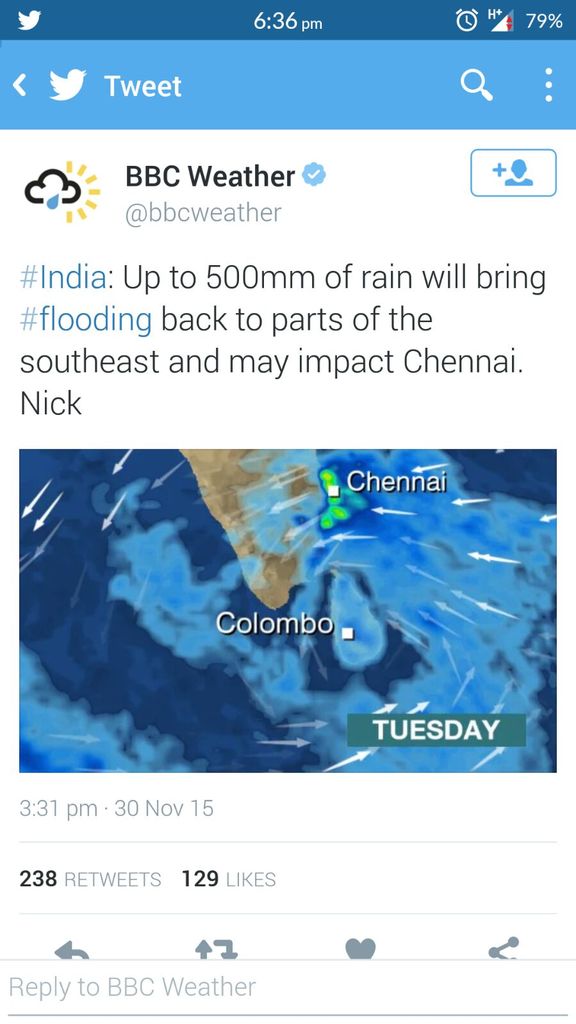 6:36 pm
H+
79%
Tweet
BBC Weather
@bbcweather
#India: Up to 500mm of rain will bring
#flooding back to parts of the
southeast and may impact Chennai.
Nick
Chennai
Colombo
TUESDAY
3:31 pm · 30 Nov 15
238 RETWEETS 129 LIKES
Reply to BBC Weather